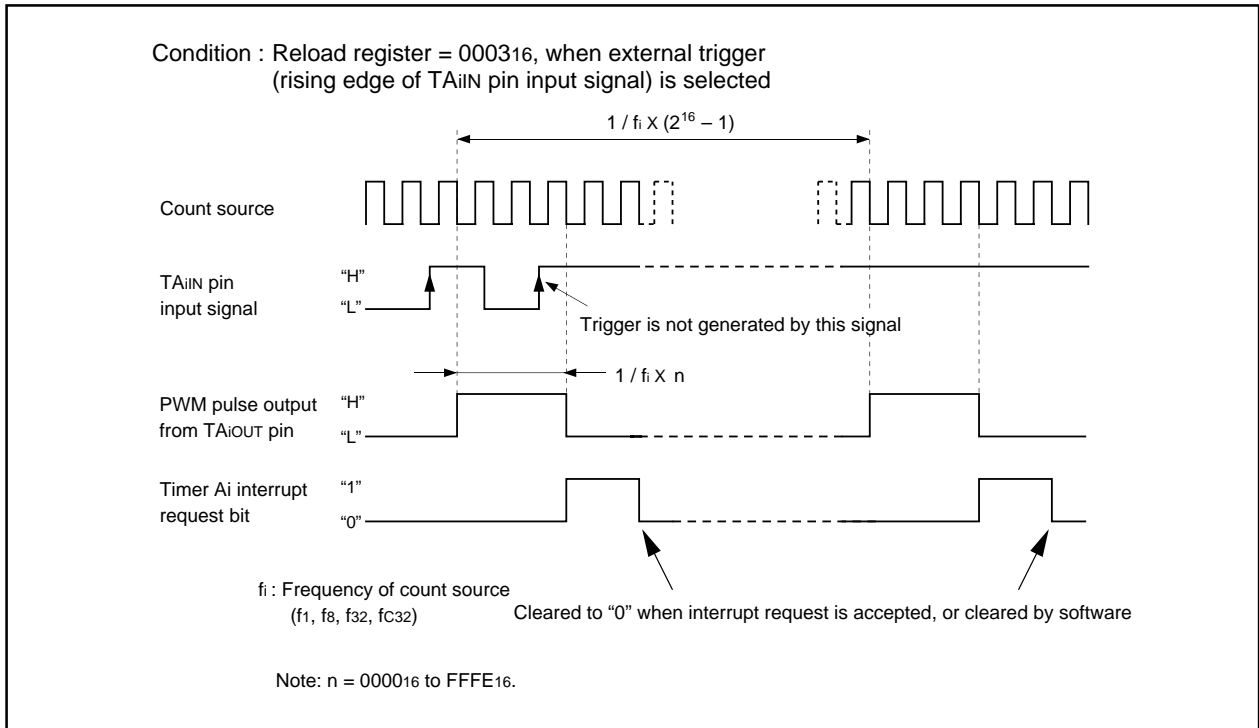 Condition : Reload register = 000316, when external trigger
(rising edge of TAiIN pin input signal) is selected
1 / fi X (2^16 – 1)
Count source
TAiIN pin
input signal
“H”
“L”
Trigger is not generated by this signal
1 / fi X n
PWM pulse output
from TAiOUT pin
“H”
“L”
Timer Ai interrupt
request bit
“1”
“0”
fi : Frequency of count source
(f1, f8, f32, fC32)
Cleared to “0” when interrupt request is accepted, or cleared by software
Note: n = 000016 to FFFE16.